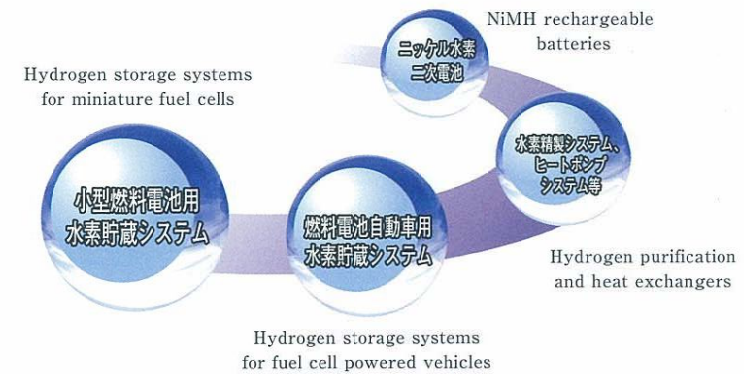 NiMH rechargeable
batteries
ニッケル水素
二次電池
Hydrogen storage systems
for miniature fuel cells
小型燃料電池用
水素貯蔵システム
燃料電池自動車用
水素貯蔵システム
水素精製システム、
ヒートポンプ
システム等
Hydrogen purification
and heat exchangers
Hydrogen storage systems
for fuel cell powered vehicles